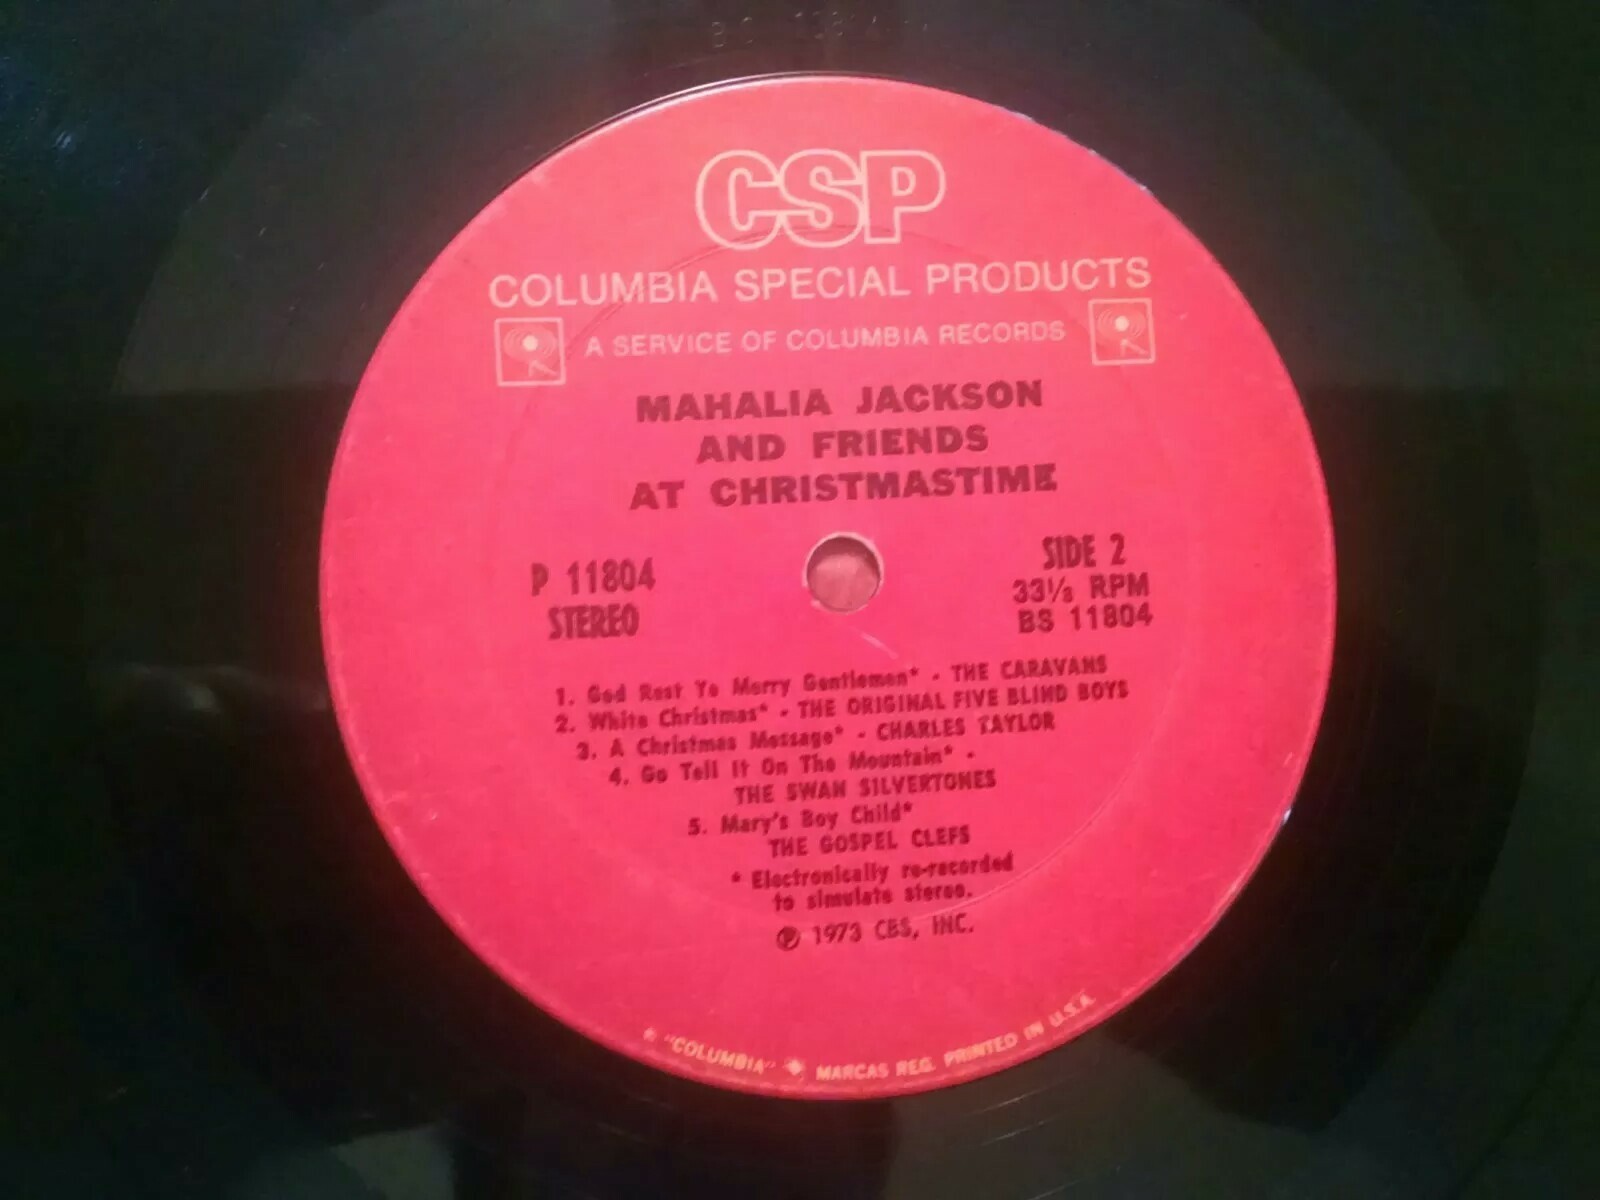 CSP
COLUMBIA SPECIAL PRODUCTS
A SERVICE OF COLUMBIA RECORDS
MAHALIA JACKSON
AND FRIENDS
AT CHRISTMASTIME
P 11804
STEREO
SIDE 2
33⅓ RPM
BS 11804
1. God Rest Ye Merry Gentlemen* - THE CARAVANS
2. White Christmas* - THE ORIGINAL FIVE BLIND BOYS
3. A Christmas Message* - CHARLES TAYLOR
4. Go Tell It On The Mountain* -
THE SWAN SILVERTONES
5. Mary's Boy Child*
THE GOSPEL CLEFS
* Electronically re-recorded
to simulate stereo.
℗ 1973 CBS, INC.
"COLUMBIA" MARCAS REG. PRINTED IN U.S.A.